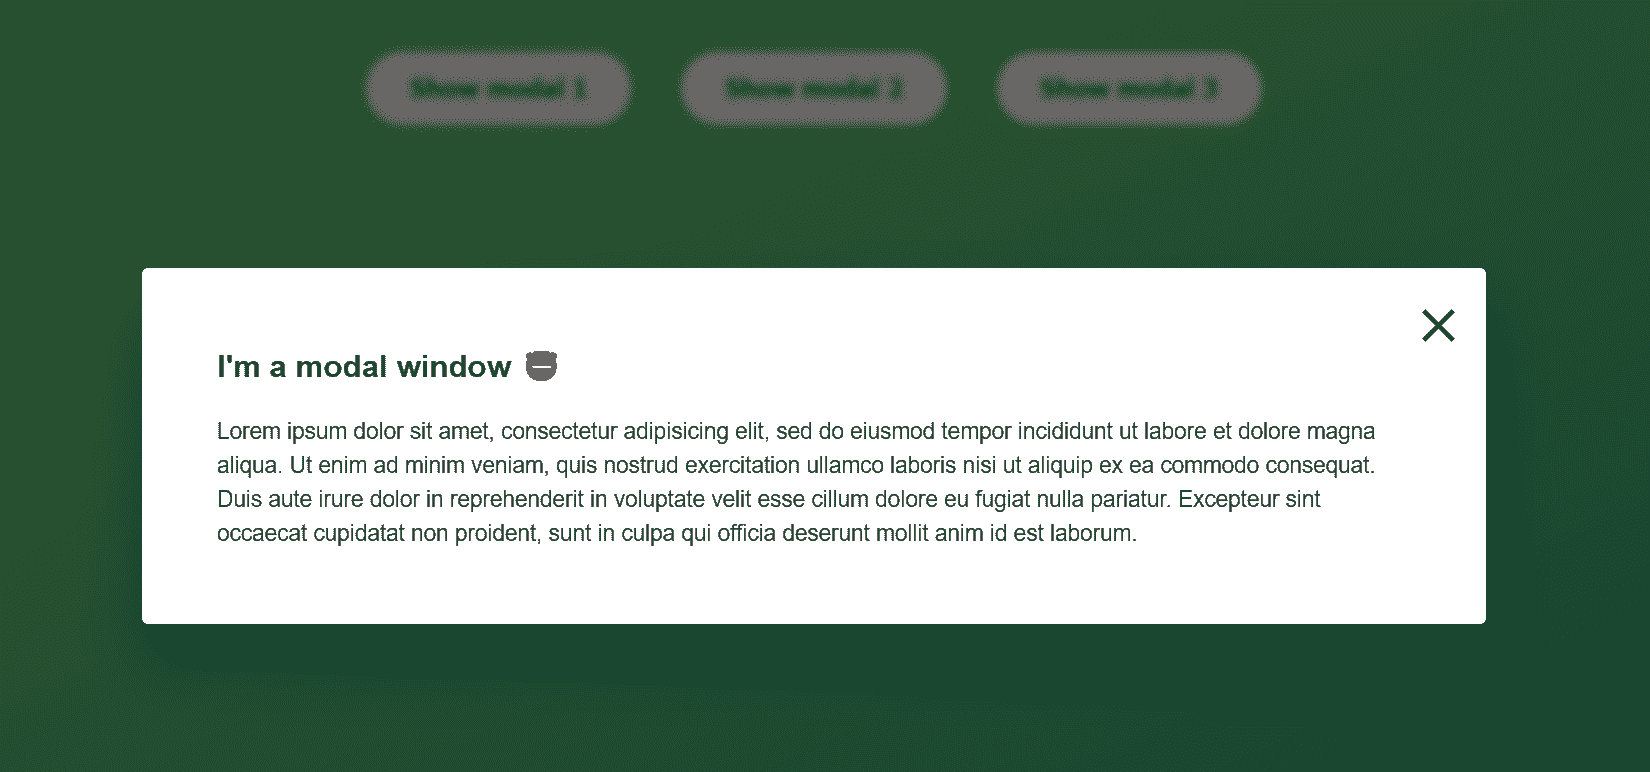 Show modal 1 Show modal 2 Show modal 3
I'm a modal window
Lorem ipsum dolor sit amet, consectetur adipisicing elit, sed do eiusmod tempor incididunt ut labore et dolore magna
aliqua. Ut enim ad minim veniam, quis nostrud exercitation ullamco laboris nisi ut aliquip ex ea commodo consequat.
Duis aute irure dolor in reprehenderit in voluptate velit esse cillum dolore eu fugiat nulla pariatur. Excepteur sint
occaecat cupidatat non proident, sunt in culpa qui officia deserunt mollit anim id est laborum.